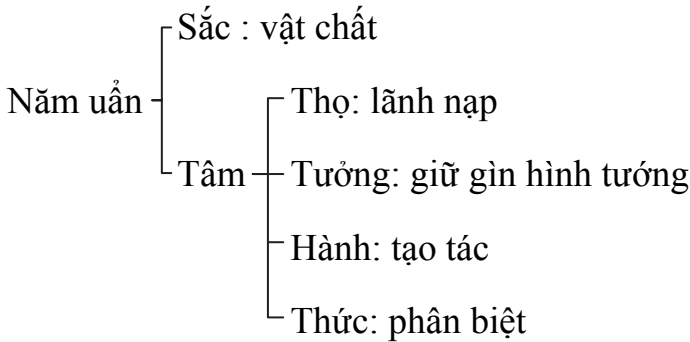 Sắc : vật chất
Năm uẩn
Thọ: lãnh nạp
Tâm
Tưởng: giữ gìn hình tướng
Hành: tạo tác
Thức: phân biệt